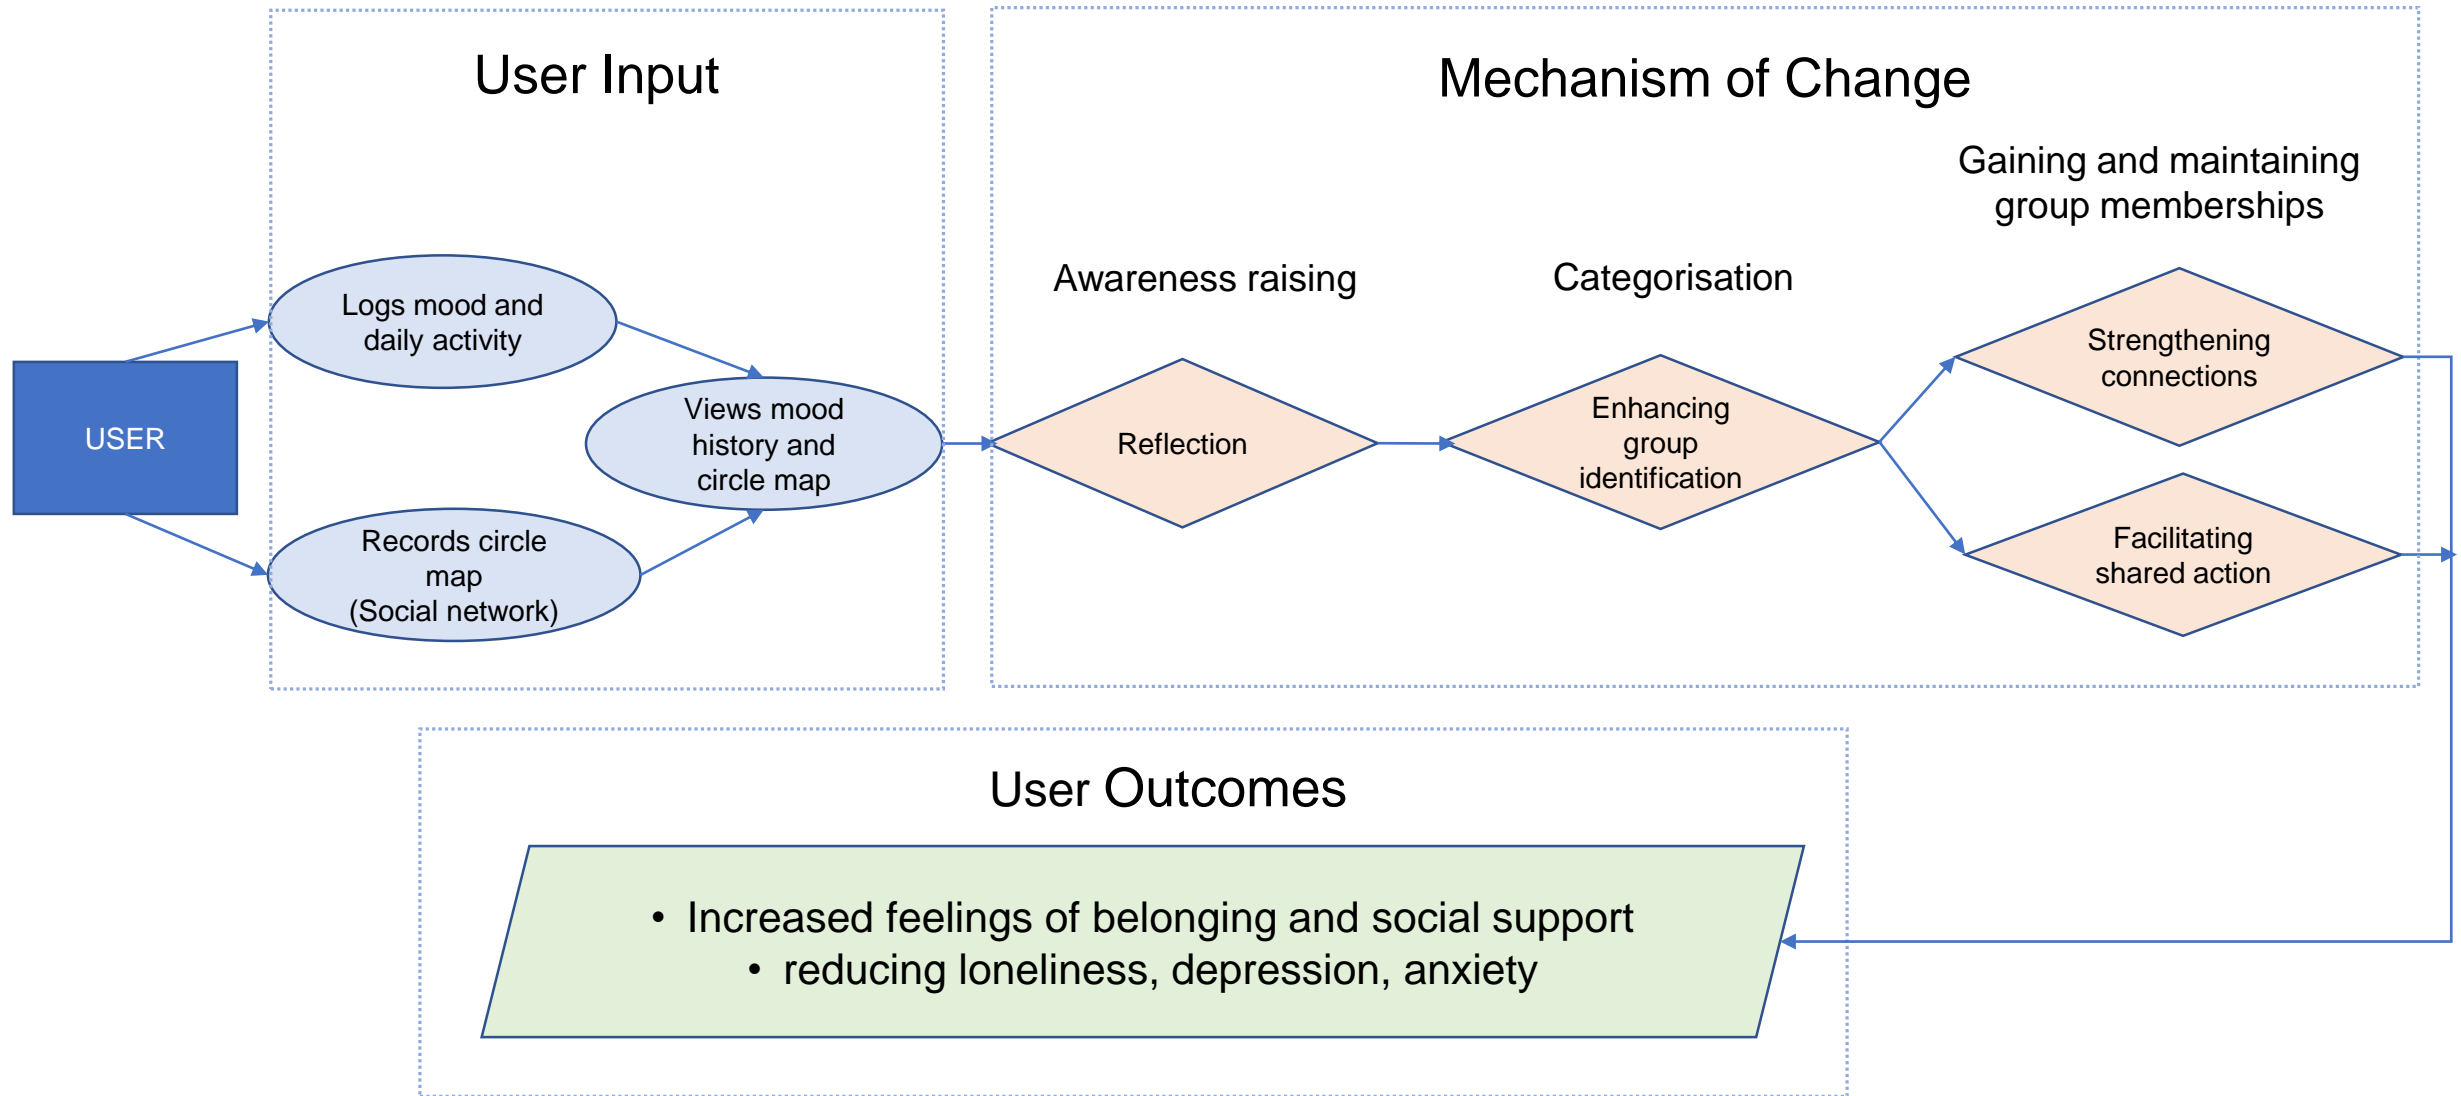 User Input
Mechanism of Change
Gaining and maintaining
group memberships
Awareness raising
Categorisation
Logs mood and
daily activity
USER
Views mood
history and
circle map
Records circle
map
(Social network)
Reflection
Enhancing
group
identification
Strengthening
connections
Facilitating
shared action
User Outcomes
• Increased feelings of belonging and social support
• reducing loneliness, depression, anxiety